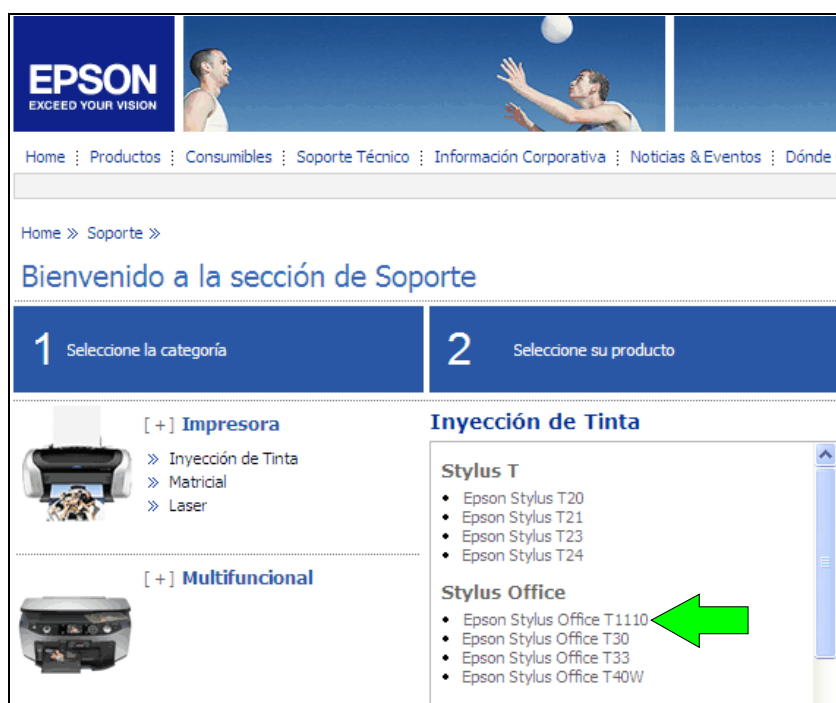 EPSON
EXCEED YOUR VISION
Home ⋮ Productos ⋮ Consumibles ⋮ Soporte Técnico ⋮ Información Corporativa ⋮ Noticias & Eventos ⋮ Dónde
Home » Soporte »
Bienvenido a la sección de Soporte
1 Seleccione la categoría
2 Seleccione su producto
[+] Impresora
» Inyección de Tinta
» Matricial
» Laser
[+] Multifuncional
Inyección de Tinta
Stylus T
• Epson Stylus T20
• Epson Stylus T21
• Epson Stylus T23
• Epson Stylus T24
Stylus Office
• Epson Stylus Office T1110
• Epson Stylus Office T30
• Epson Stylus Office T33
• Epson Stylus Office T40W